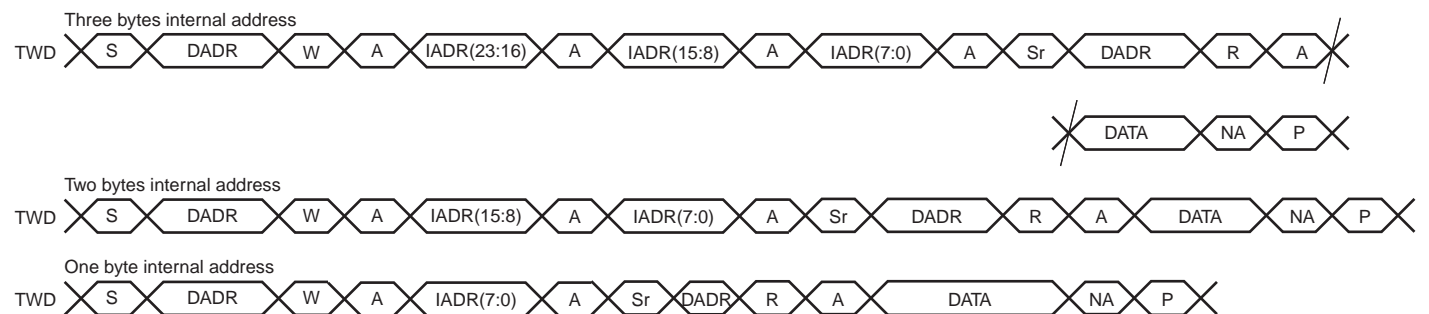 Three bytes internal address
TWD S DADR W A IADR(23:16) A IADR(15:8) A IADR(7:0) A Sr DADR R A
DATA NA P
Two bytes internal address
TWD S DADR W A IADR(15:8) A IADR(7:0) A Sr DADR R A DATA NA P
One byte internal address
TWD S DADR W A IADR(7:0) A Sr DADR R A DATA NA P